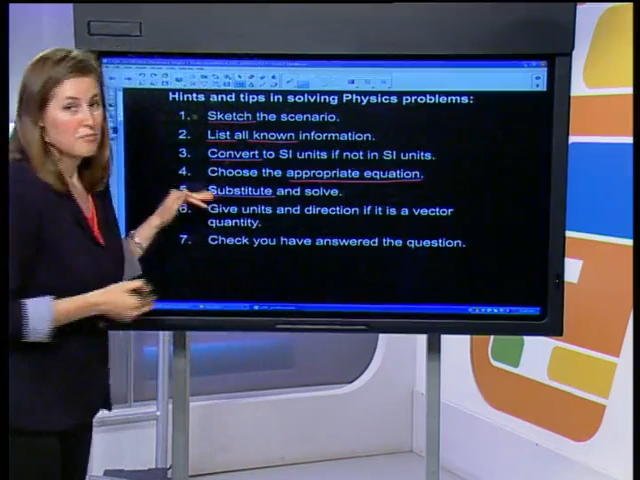 Hints and tips in solving Physics problems:
1. Sketch the scenario.
2. List all known information.
3. Convert to SI units if not in SI units.
4. Choose the appropriate equation.
5. Substitute and solve.
6. Give units and direction if it is a vector
quantity.
7. Check you have answered the question.